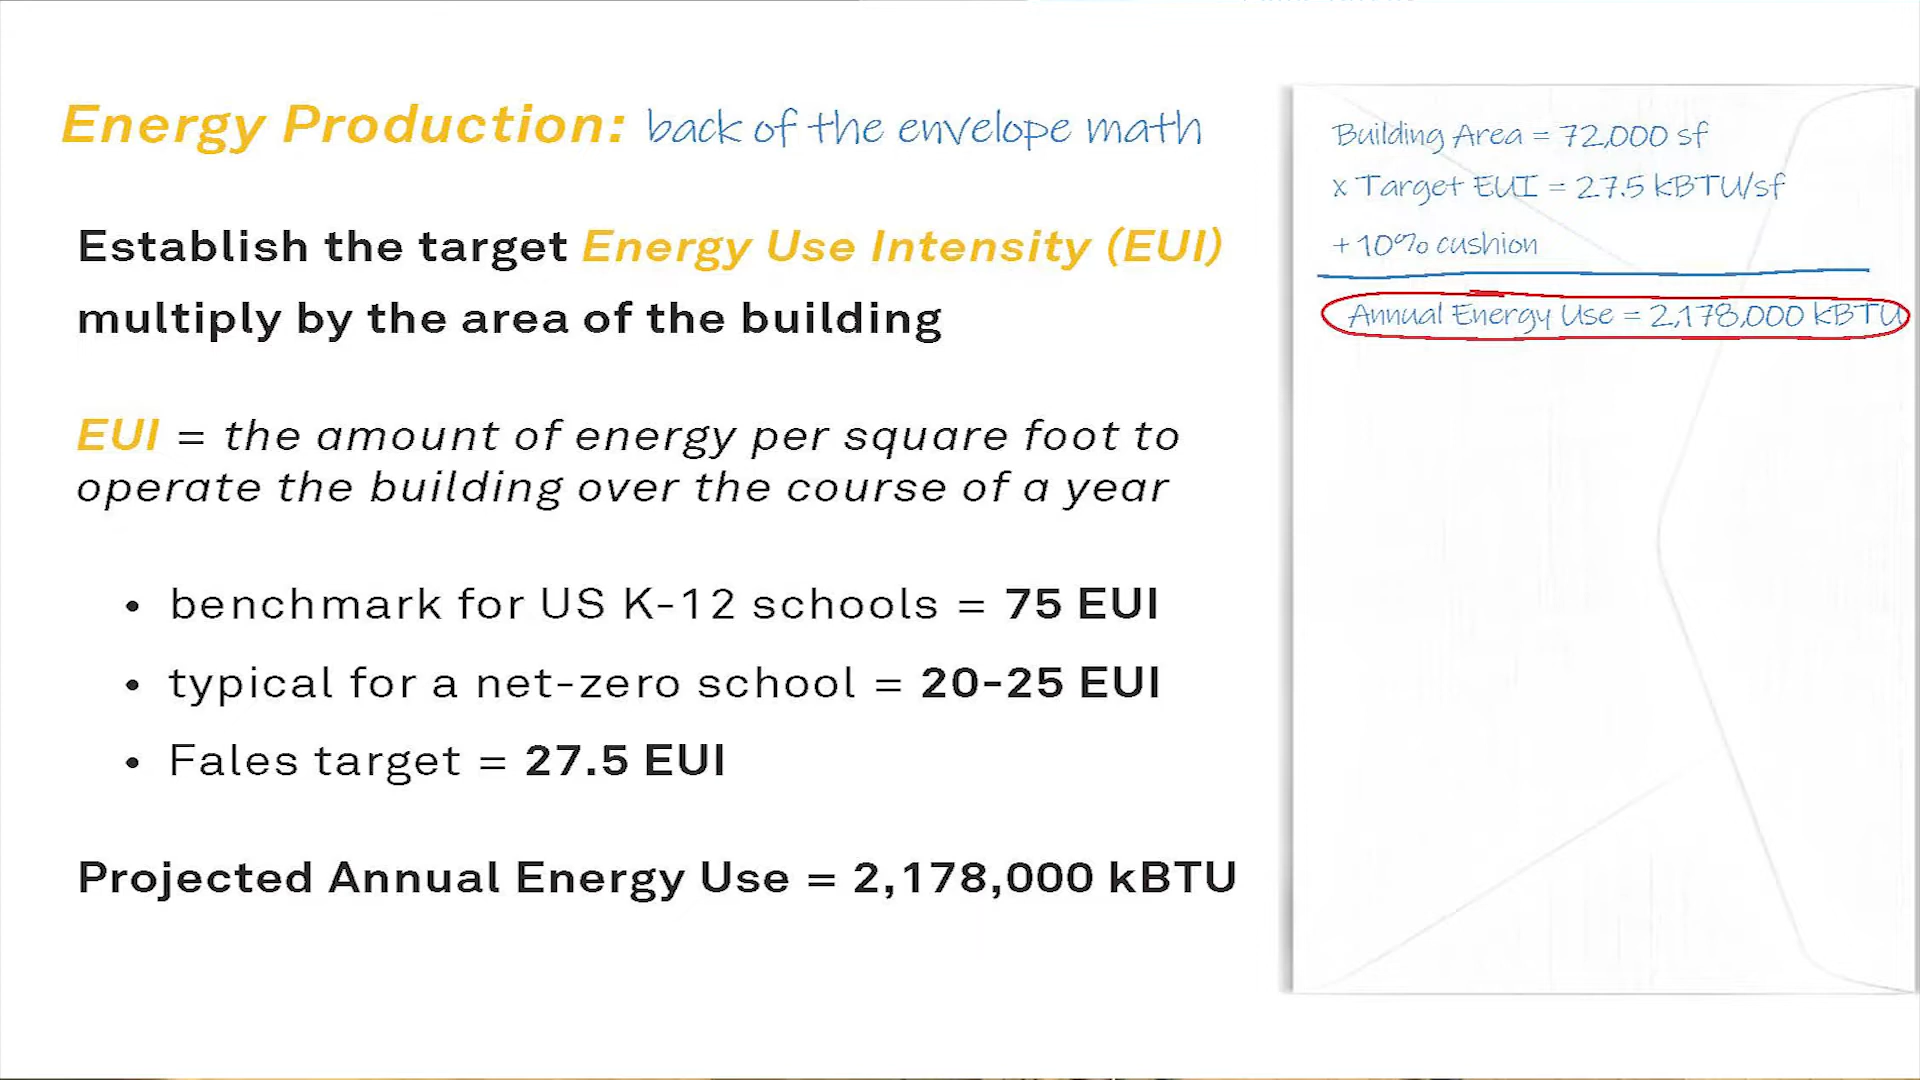 Energy Production: back of the envelope math
Establish the target Energy Use Intensity (EUI)
multiply by the area of the building
EUI = the amount of energy per square foot to
operate the building over the course of a year
• benchmark for US K-12 schools = 75 EUI
• typical for a net-zero school = 20-25 EUI
• Fales target = 27.5 EUI
Projected Annual Energy Use = 2,178,000 kBTU
Building Area = 72,000 sf
x Target EUI = 27.5 kBTU/sf
+ 10% cushion
Annual Energy Use = 2,178,000 kBTU